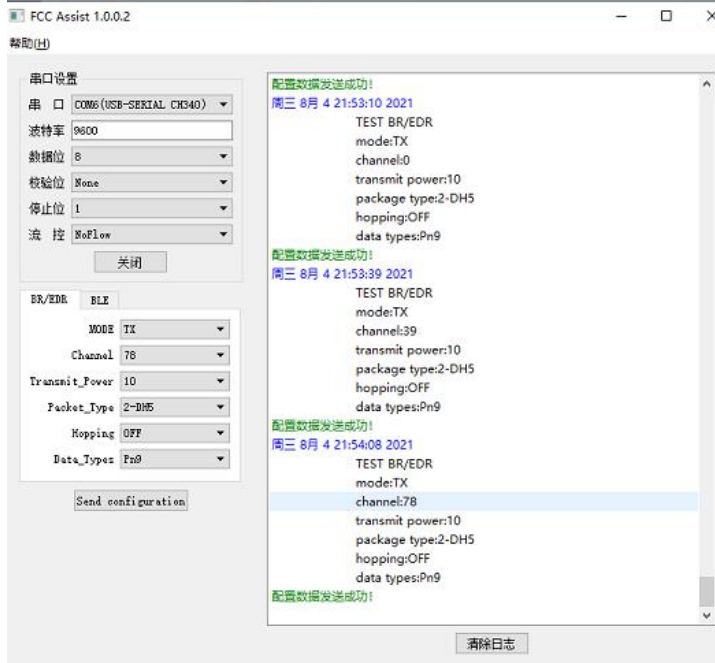 FCC Assist 1.0.0.2
帮助(H)
串口设置
串 口 COM6(USB-SERIAL CH340)
波特率 9600
数据位 8
校验位 None
停止位 1
流 控 NoFlow
关闭
BR/EDR BLE
MODE TX
Channel 78
Transmit_Power 10
Packet_Type 2-DH5
Hopping OFF
Data_Types Pn9
Send configuration
配置数据发送成功!
周三 8月 4 21:53:10 2021
TEST BR/EDR
mode:TX
channel:0
transmit power:10
package type:2-DH5
hopping:OFF
data types:Pn9
配置数据发送成功!
周三 8月 4 21:53:39 2021
TEST BR/EDR
mode:TX
channel:39
transmit power:10
package type:2-DH5
hopping:OFF
data types:Pn9
配置数据发送成功!
周三 8月 4 21:54:08 2021
TEST BR/EDR
mode:TX
channel:78
transmit power:10
package type:2-DH5
hopping:OFF
data types:Pn9
配置数据发送成功!
清除日志